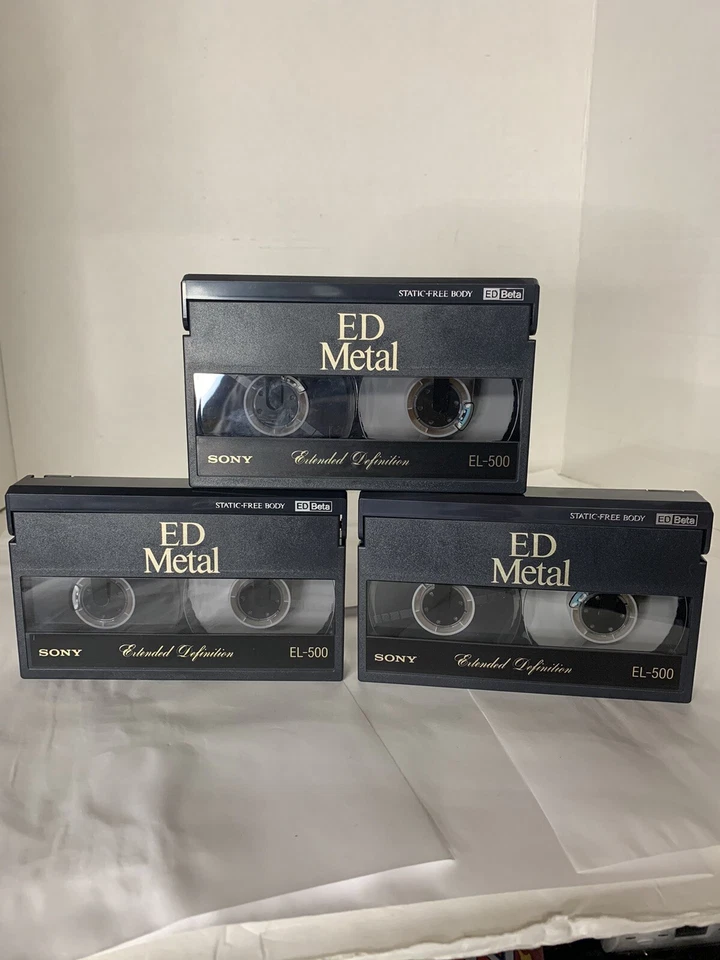 STATIC-FREE BODY ED Beta
ED
Metal
SONY Extended Definition EL-500
STATIC-FREE BODY ED Beta
ED
Metal
SONY Extended Definition EL-500
STATIC-FREE BODY ED Beta
ED
Metal
SONY Extended Definition EL-500